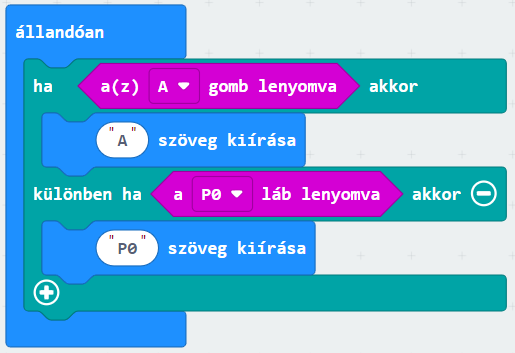 állandóan
ha a(z) A gomb lenyomva akkor
"A" szöveg kiírása
különben ha a P0 láb lenyomva akkor
"P0" szöveg kiírása